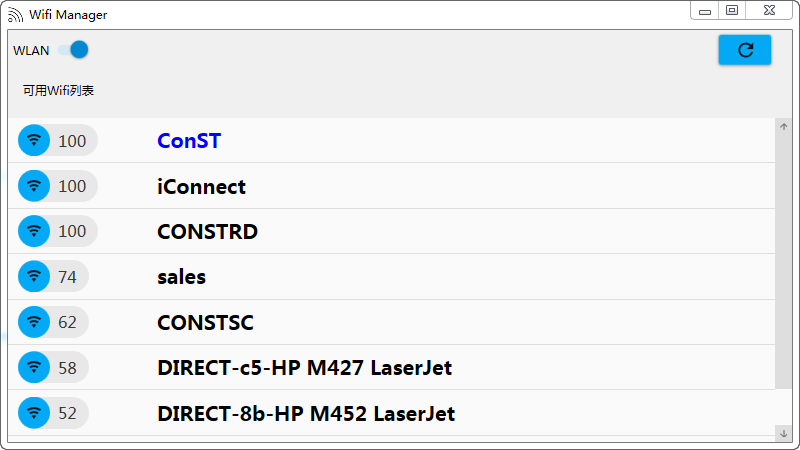 Wifi Manager
WLAN
可用Wifi列表
100 ConST
100 iConnect
100 CONSTRD
74 sales
62 CONSTSC
58 DIRECT-c5-HP M427 LaserJet
52 DIRECT-8b-HP M452 LaserJet